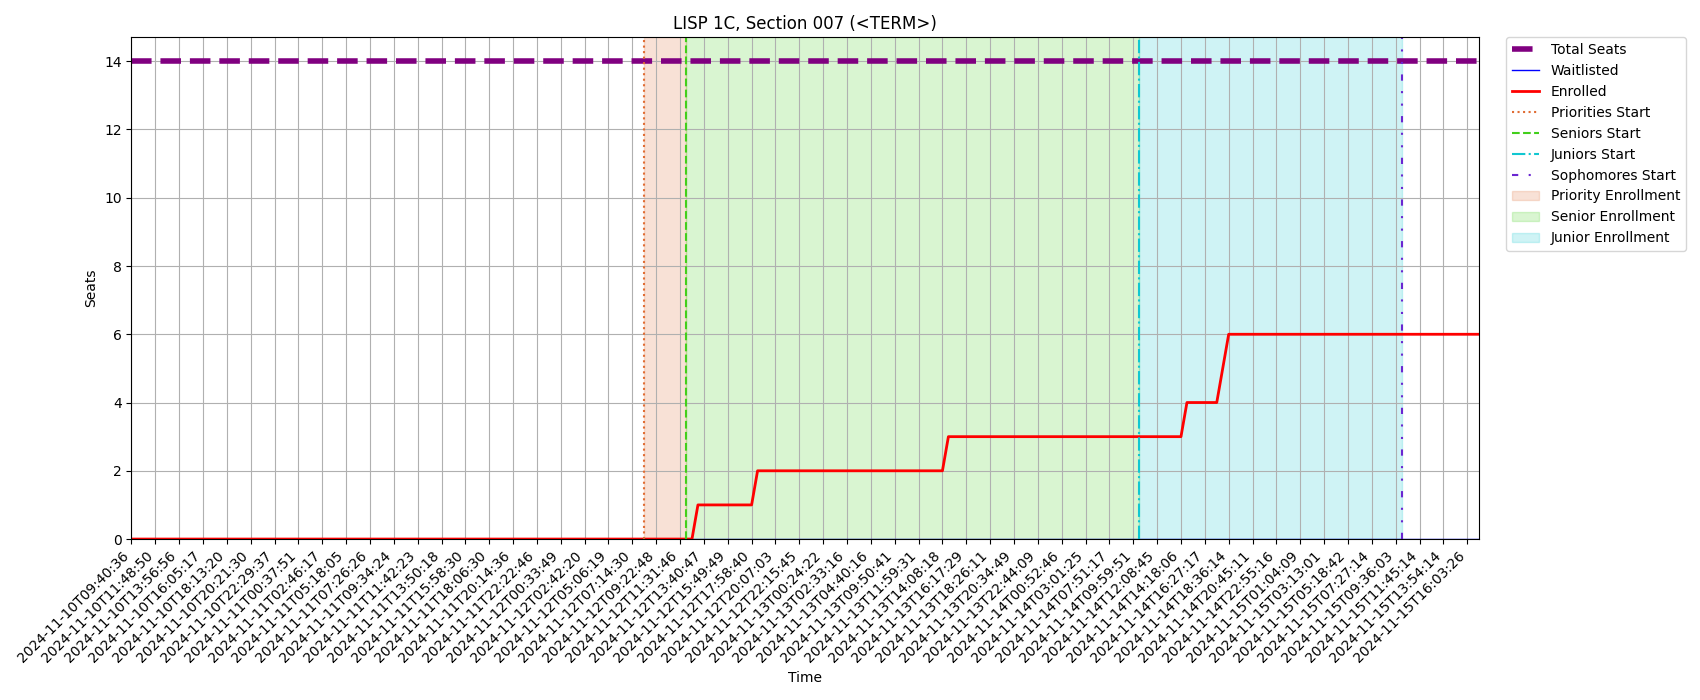 LISP 1C, Section 007 (<TERM>)
14
12
10
8
6
4
2
0
Seats
2024-11-10T09:40:36
2024-11-10T11:48:50
2024-11-10T13:56:56
2024-11-10T16:05:17
2024-11-10T18:13:20
2024-11-10T20:21:30
2024-11-10T22:29:37
2024-11-11T00:37:51
2024-11-11T02:46:17
2024-11-11T05:18:05
2024-11-11T07:26:26
2024-11-11T09:34:24
2024-11-11T11:42:23
2024-11-11T13:50:18
2024-11-11T15:58:30
2024-11-11T18:06:30
2024-11-11T20:14:36
2024-11-11T22:22:46
2024-11-12T00:33:49
2024-11-12T02:42:20
2024-11-12T05:06:19
2024-11-12T07:14:30
2024-11-12T09:22:48
2024-11-12T11:31:46
2024-11-12T13:40:47
2024-11-12T15:49:49
2024-11-12T17:58:40
2024-11-12T20:07:03
2024-11-12T22:15:45
2024-11-13T00:24:22
2024-11-13T02:33:16
2024-11-13T04:40:16
2024-11-13T09:50:41
2024-11-13T11:59:31
2024-11-13T14:08:18
2024-11-13T16:17:29
2024-11-13T18:26:11
2024-11-13T20:34:49
2024-11-13T22:44:09
2024-11-14T00:52:46
2024-11-14T03:01:25
2024-11-14T07:51:17
2024-11-14T09:59:51
2024-11-14T12:08:45
2024-11-14T14:18:06
2024-11-14T16:27:17
2024-11-14T18:36:14
2024-11-14T20:45:11
2024-11-14T22:55:16
2024-11-15T01:04:09
2024-11-15T03:13:01
2024-11-15T05:18:42
2024-11-15T07:27:14
2024-11-15T09:36:03
2024-11-15T11:45:14
2024-11-15T13:54:14
2024-11-15T16:03:26
Time
Total Seats
Waitlisted
Enrolled
Priorities Start
Seniors Start
Juniors Start
Sophomores Start
Priority Enrollment
Senior Enrollment
Junior Enrollment